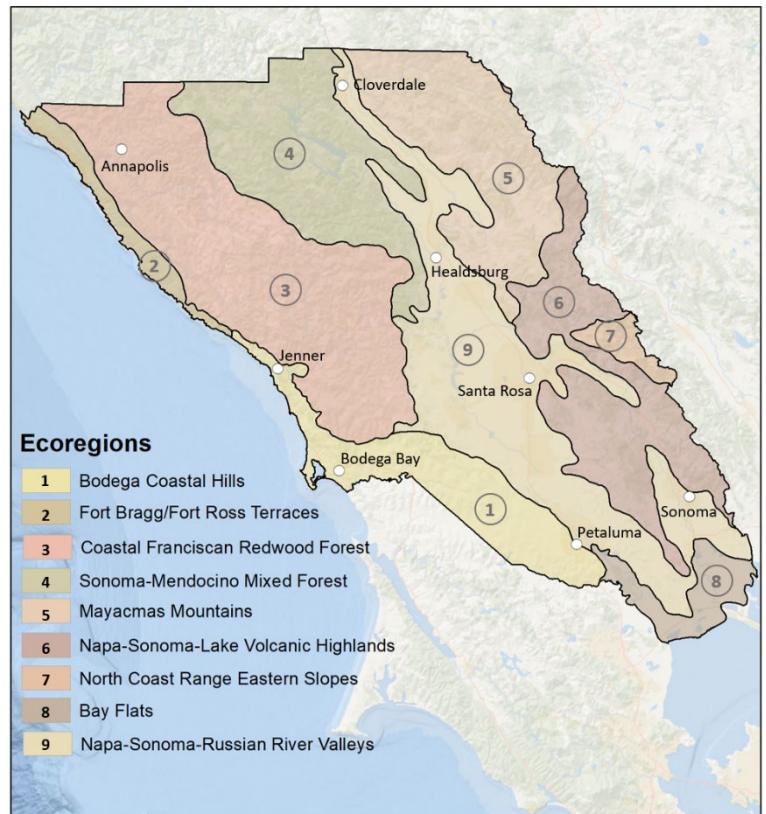 Cloverdale
4
Annapolis
5
2
Healdsburg
3
6
7
9
Jenner
Santa Rosa
Ecoregions
Bodega Bay
1 Bodega Coastal Hills
1
Sonoma
2 Fort Bragg/Fort Ross Terraces
Petaluma
3 Coastal Franciscan Redwood Forest
8
4 Sonoma-Mendocino Mixed Forest
5 Mayacmas Mountains
6 Napa-Sonoma-Lake Volcanic Highlands
7 North Coast Range Eastern Slopes
8 Bay Flats
9 Napa-Sonoma-Russian River Valleys